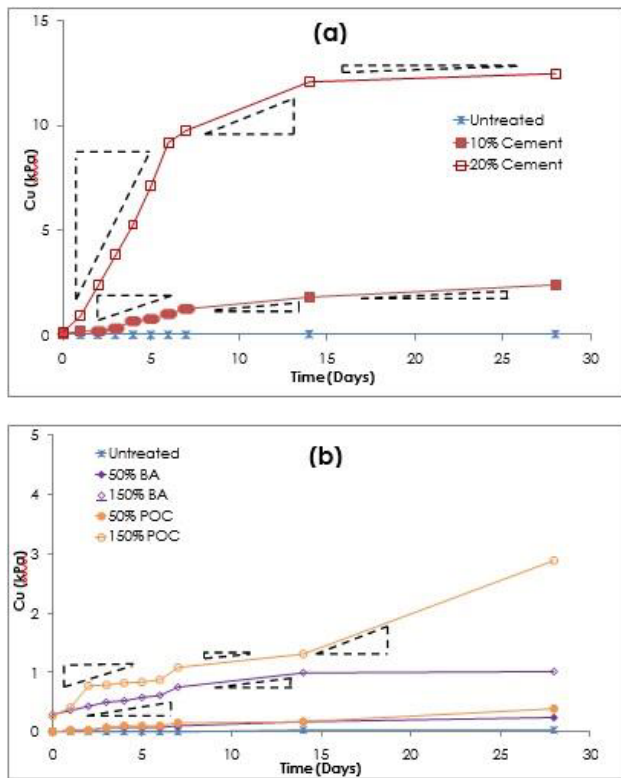 (a)
15
10
5
0
Cu (kPa)
Untreated
10% Cement
20% Cement
0 5 10 15 20 25 30
Time (Days)
(b)
5
4
3
2
1
0
Cu (kPa)
Untreated
50% BA
150% BA
50% POC
150% POC
0 5 10 15 20 25 30
Time (Days)